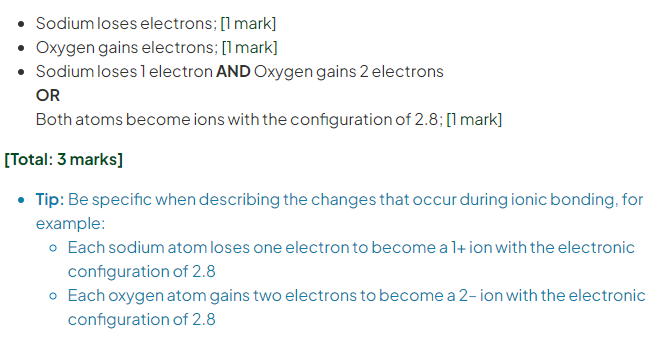 • Sodium loses electrons; [1 mark]
• Oxygen gains electrons; [1 mark]
• Sodium loses 1 electron AND Oxygen gains 2 electrons
OR
Both atoms become ions with the configuration of 2.8; [1 mark]
[Total: 3 marks]
• Tip: Be specific when describing the changes that occur during ionic bonding, for
example:
◦ Each sodium atom loses one electron to become a 1+ ion with the electronic
configuration of 2.8
◦ Each oxygen atom gains two electrons to become a 2– ion with the electronic
configuration of 2.8